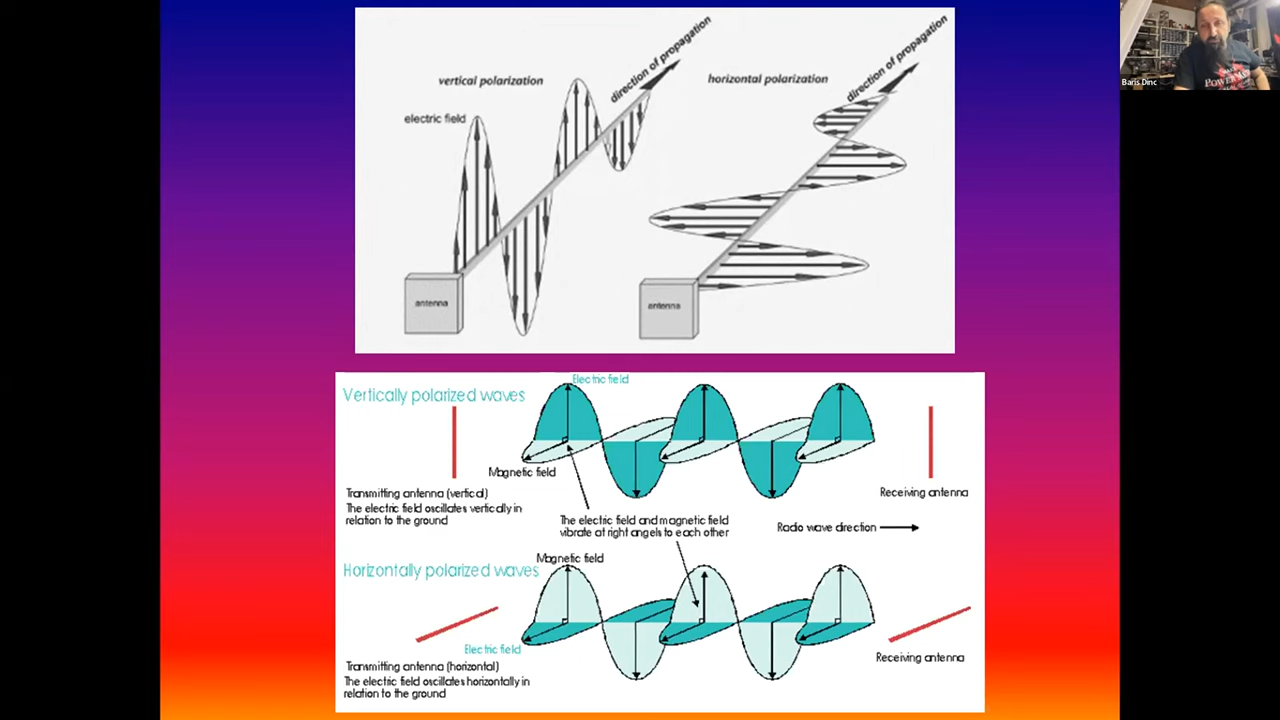 vertical polarization
direction of propagation
electric field
antenna
horizontal polarization
direction of propagation
antenna
Baris Dinc
Vertically polarized waves
Electric field
Magnetic field
Transmitting antenna (vertical)
The electric field oscillates vertically in
relation to the ground
Receiving antenna
The electric field and magnetic field
vibrate at right angels to each other
Radio wave direction
Horizontally polarized waves
Magnetic field
Electric field
Transmitting antenna (horizontal)
The electric field oscillates horizontally in
relation to the ground
Receiving antenna